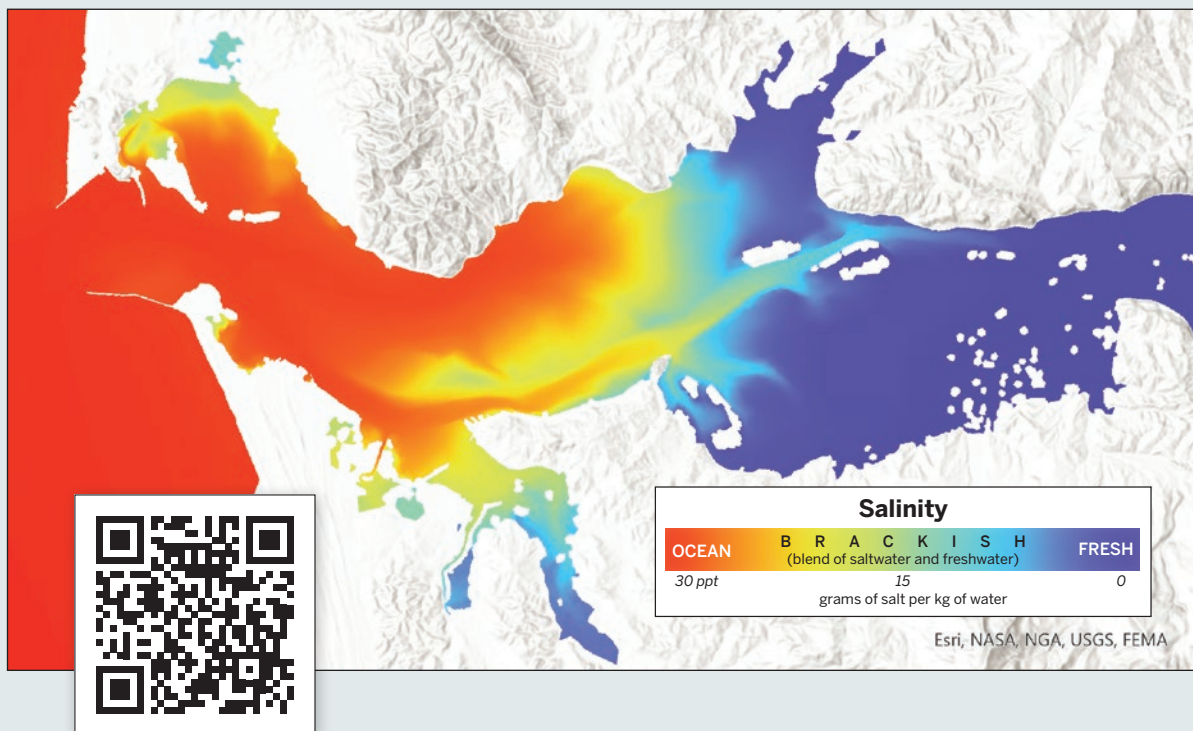 Salinity
OCEAN
B R A C K I S H
(blend of saltwater and freshwater)
FRESH
30 ppt
15
0
grams of salt per kg of water
Esri, NASA, NGA, USGS, FEMA